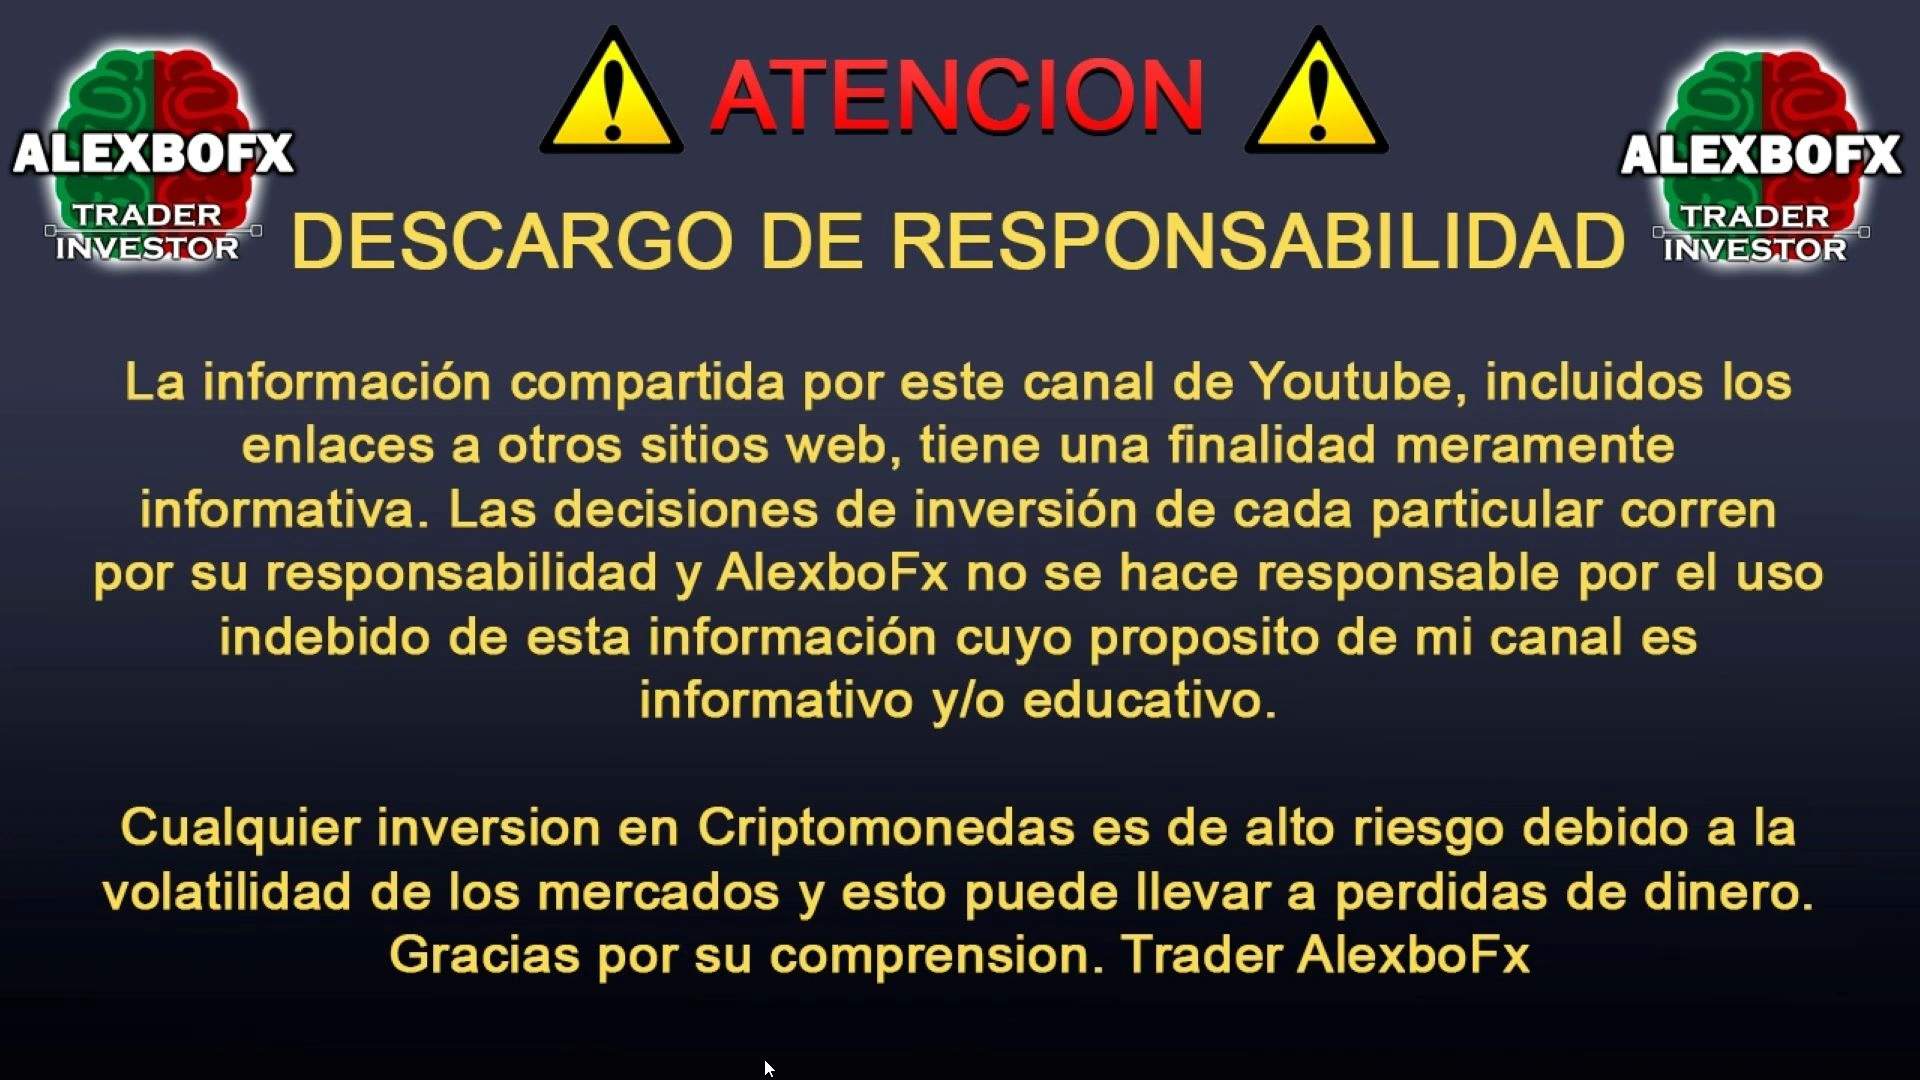 ATENCION
ALEXBOFX
TRADER
INVESTOR
ALEXBOFX
TRADER
INVESTOR
DESCARGO DE RESPONSABILIDAD
La información compartida por este canal de Youtube, incluidos los
enlaces a otros sitios web, tiene una finalidad meramente
informativa. Las decisiones de inversión de cada particular corren
por su responsabilidad y AlexboFx no se hace responsable por el uso
indebido de esta información cuyo proposito de mi canal es
informativo y/o educativo.
Cualquier inversion en Criptomonedas es de alto riesgo debido a la
volatilidad de los mercados y esto puede llevar a perdidas de dinero.
Gracias por su comprension. Trader AlexboFx